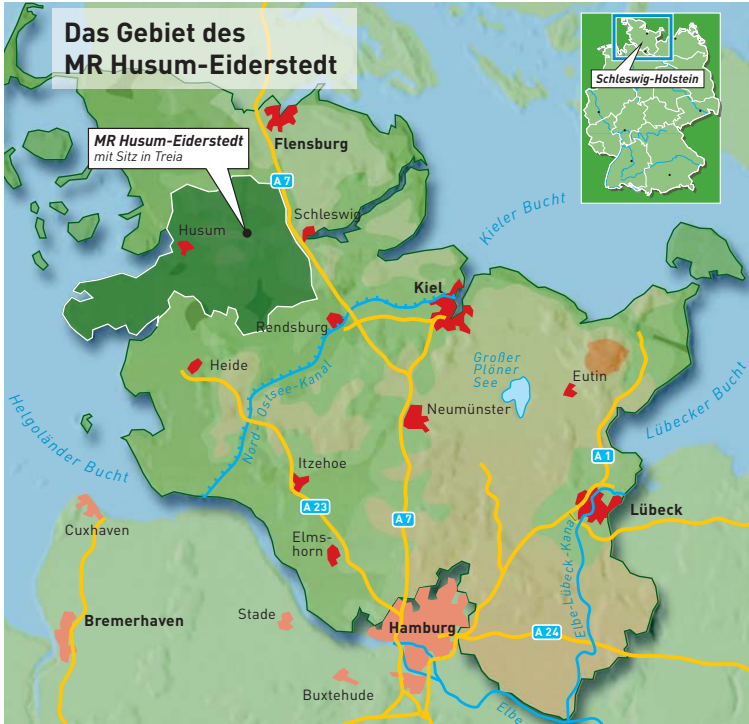 Das Gebiet des
MR Husum-Eiderstedt
Schleswig-Holstein
MR Husum-Eiderstedt
mit Sitz in Treia
Flensburg
A 7
Husum
Schleswig
Kieler Bucht
Kiel
Rendsburg
Heide
Großer
Plöner
See
Eutin
Nord-Ostsee-Kanal
Neumünster
Lübecker Bucht
Helgoländer Bucht
A 1
Itzehoe
A 23
A 7
Lübeck
Cuxhaven
Elms-
horn
Elbe-Lübeck-Kanal
Bremerhaven
Stade
Hamburg
A 24
Buxtehude
Elbe